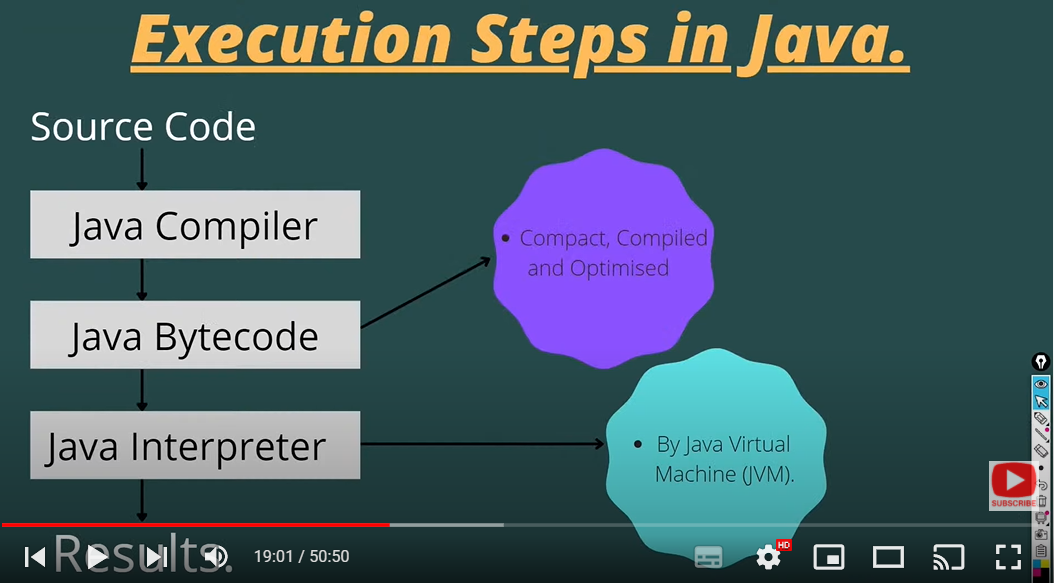 Execution Steps in Java.
Source Code
Java Compiler
• Compact, Compiled
and Optimised
Java Bytecode
Java Interpreter
• By Java Virtual
Machine (JVM).
SUBSCRIBE
Results.
19:01 / 50:50
HD